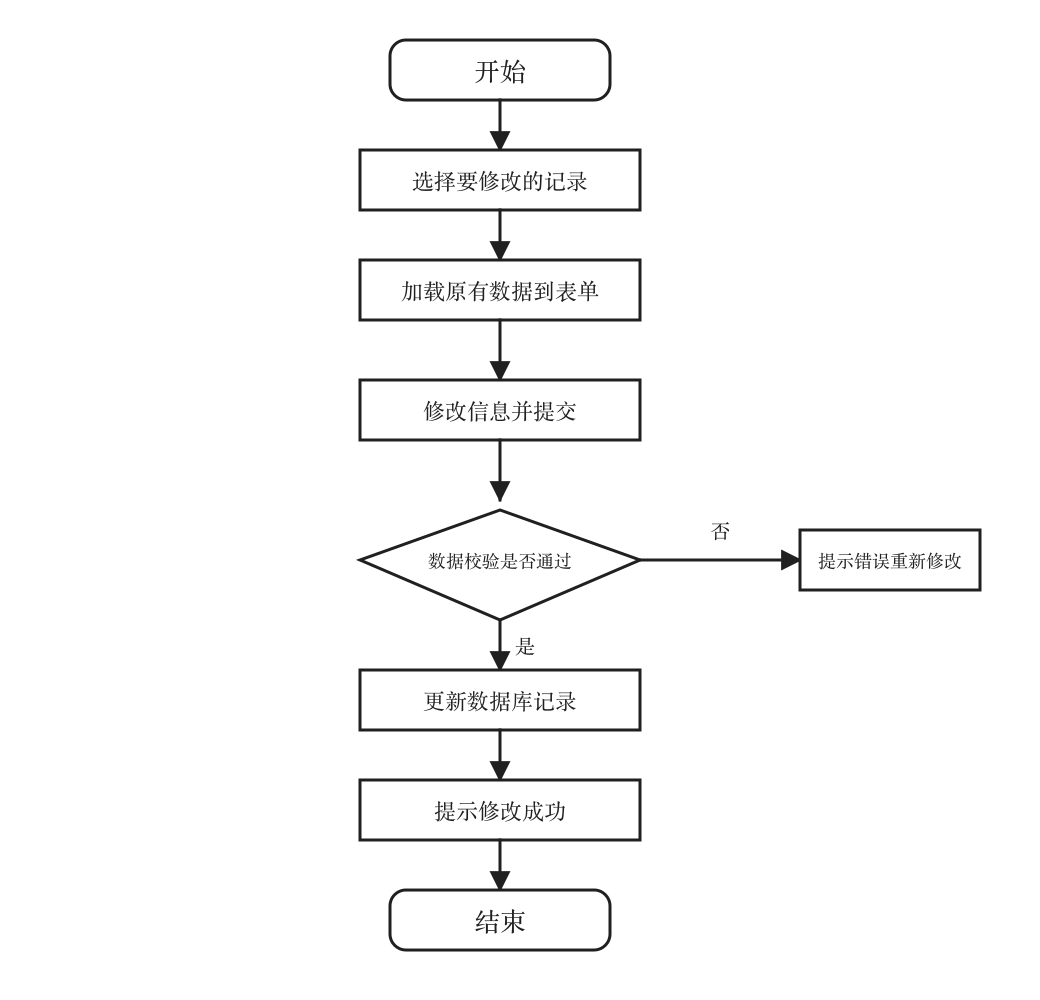 开始
选择要修改的记录
加载原有数据到表单
修改信息并提交
数据校验是否通过
否
提示错误重新修改
是
更新数据库记录
提示修改成功
结束